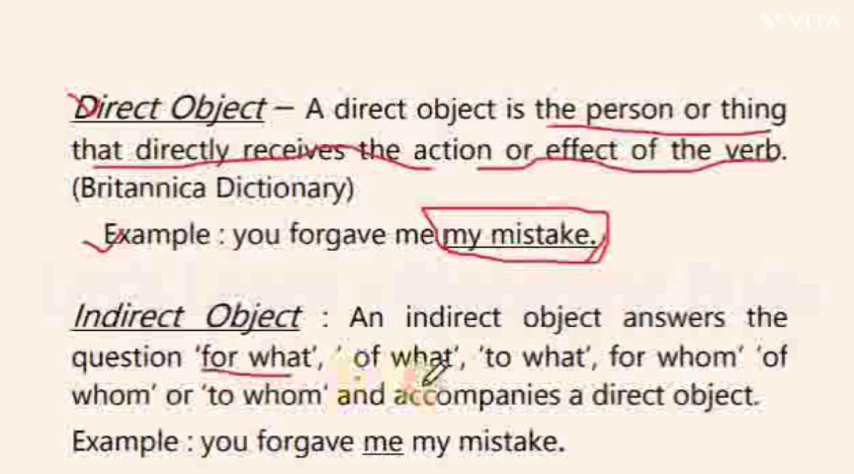 VITA
Direct Object – A direct object is the person or thing
that directly receives the action or effect of the verb.
(Britannica Dictionary)
Example : you forgave me my mistake.
Indirect Object : An indirect object answers the
question ‘for what’, ‘ of what’, ‘to what’, for whom’ ‘of
whom’ or ‘to whom’ and accompanies a direct object.
Example : you forgave me my mistake.